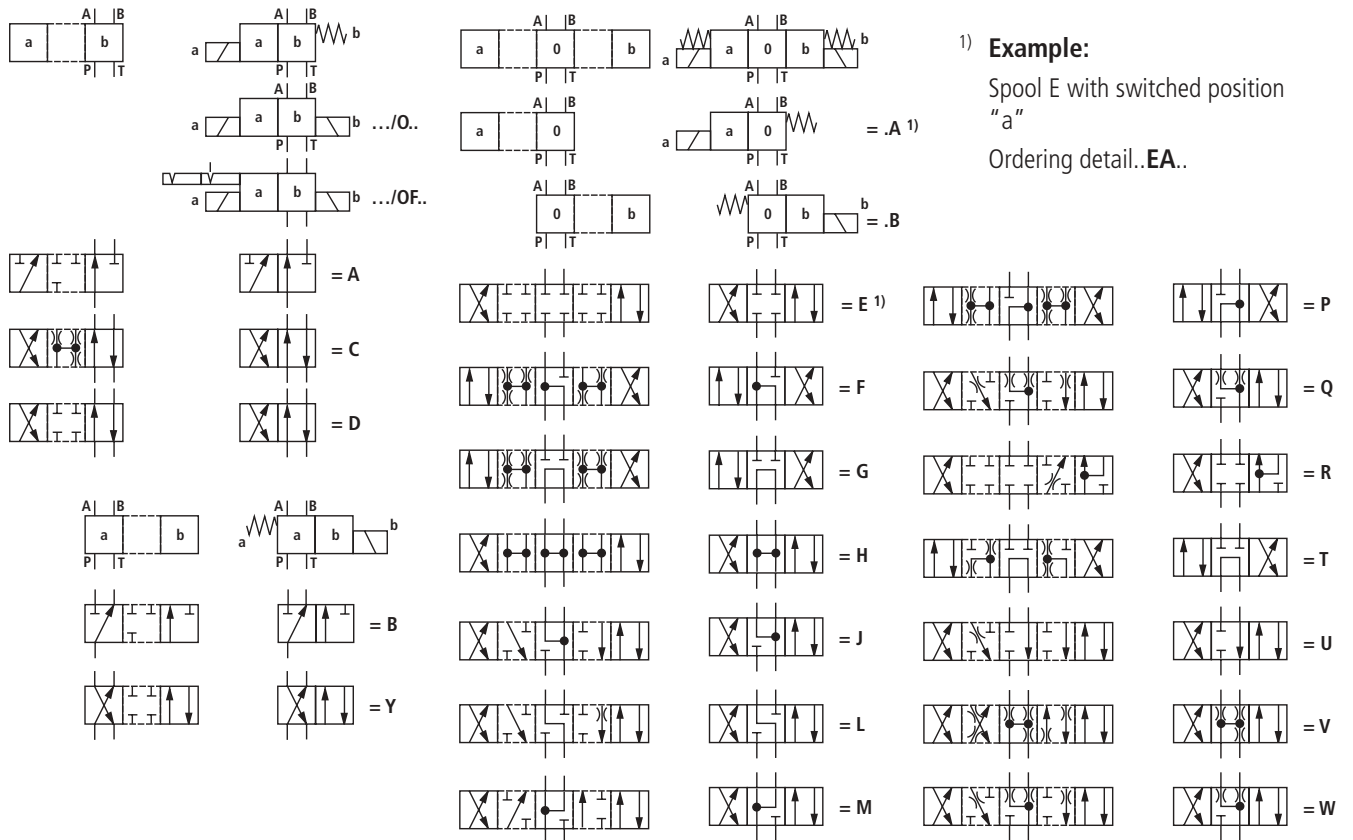 A B
a b
P T
A B
a a b b
P T
A B
a a b b …/O..
P T
a a b b …/OF..
= A
= C
= D
A B
a b
P T
A B
a a b b
P T
= B
= Y
A B
a 0 b
P T
A B
a a 0 b b
P T
A B
a 0
P T
A B
a a 0 = .A 1)
P T
A B
0 b
P T
A B
0 b b = .B
P T
= E 1)
= F
= G
= H
= J
= L
= M
1) Example:
Spool E with switched position
“a”
Ordering detail..EA..
= P
= Q
= R
= T
= U
= V
= W